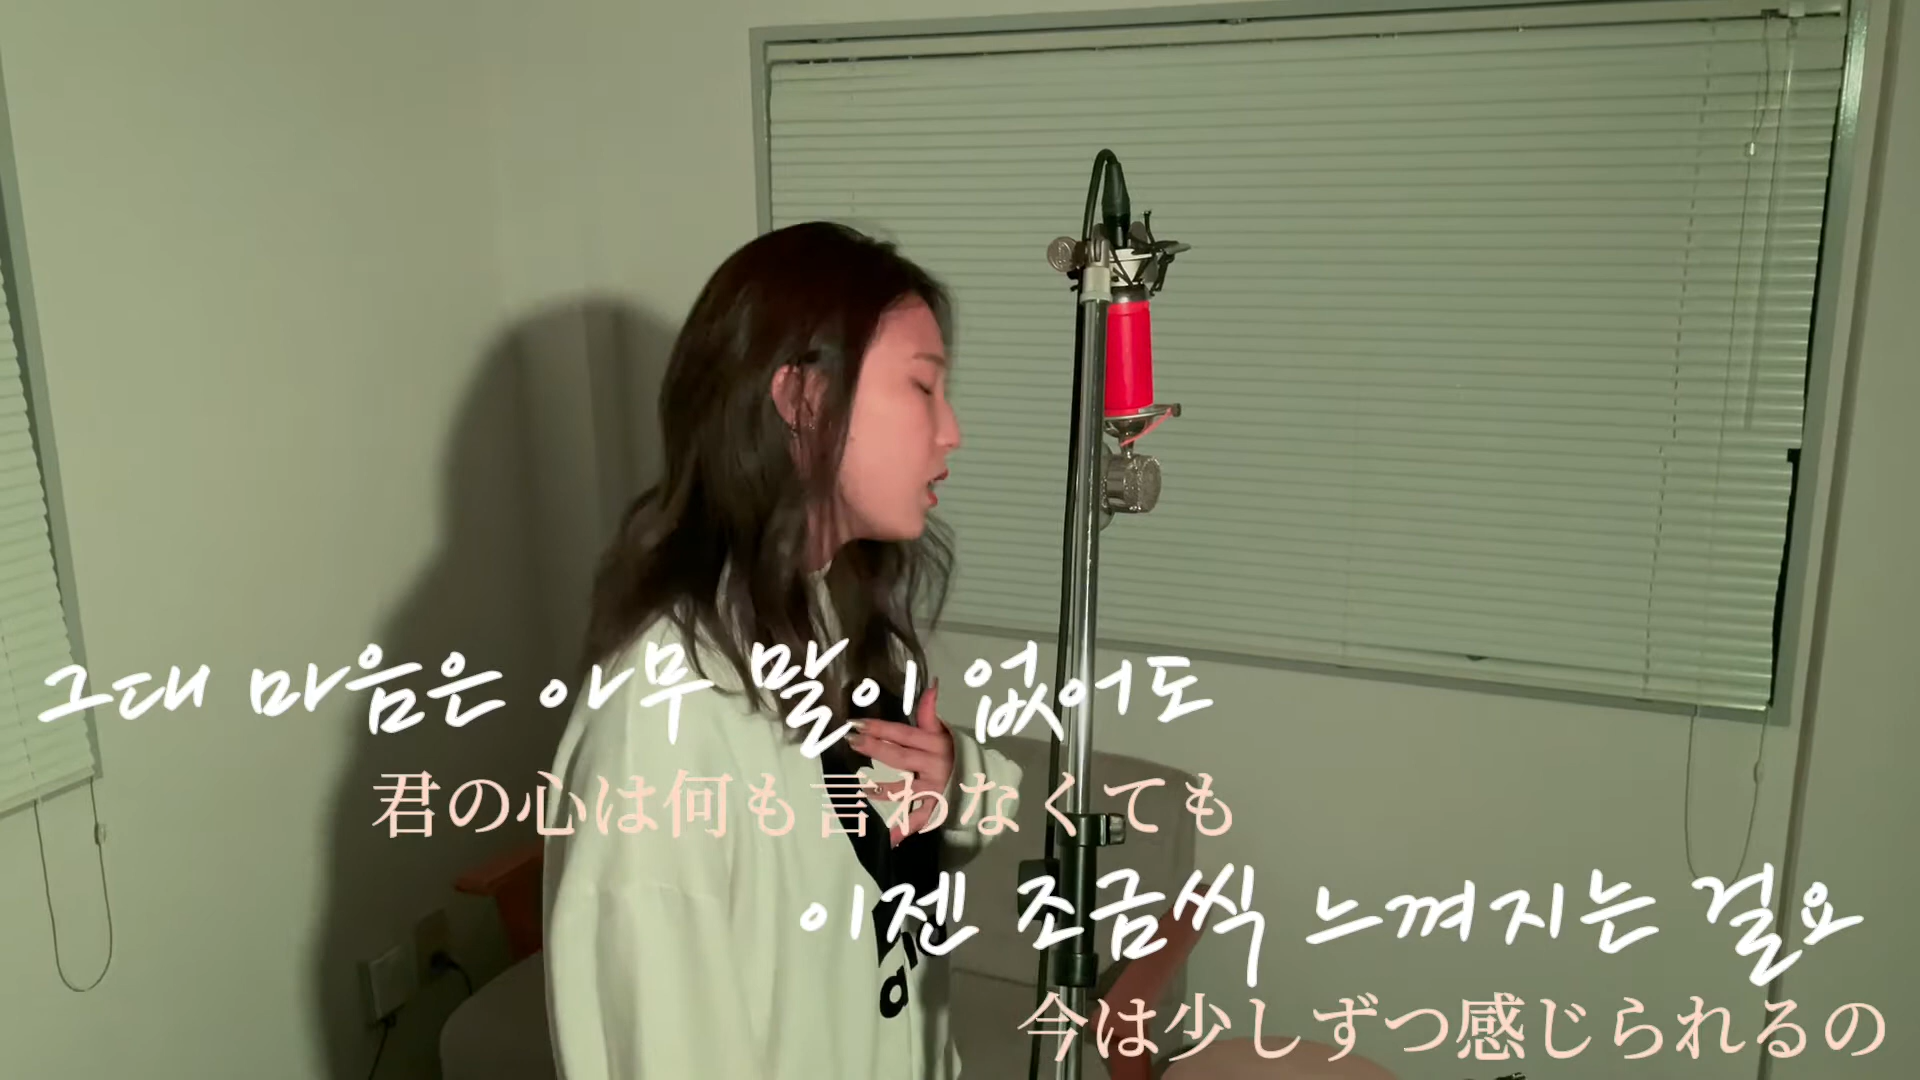 그대 마음은 아무 말이 없어도
君の心は何も言わなくても
이젠 조금씩 느껴지는 걸요
今は少しずつ感じられるの